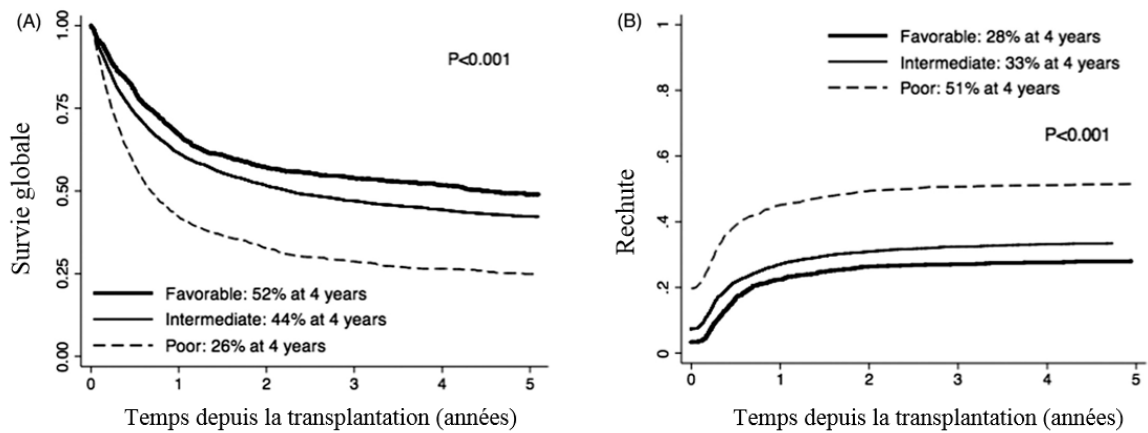 (A)
P<0.001
Survie globale
1.00
0.75
0.50
0.25
0.00
Favorable: 52% at 4 years
Intermediate: 44% at 4 years
Poor: 26% at 4 years
0 1 2 3 4 5
Temps depuis la transplantation (années)
(B)
Favorable: 28% at 4 years
Intermediate: 33% at 4 years
Poor: 51% at 4 years
P<0.001
Rechute
1
.8
.6
.4
.2
0
0 1 2 3 4 5
Temps depuis la transplantation (années)